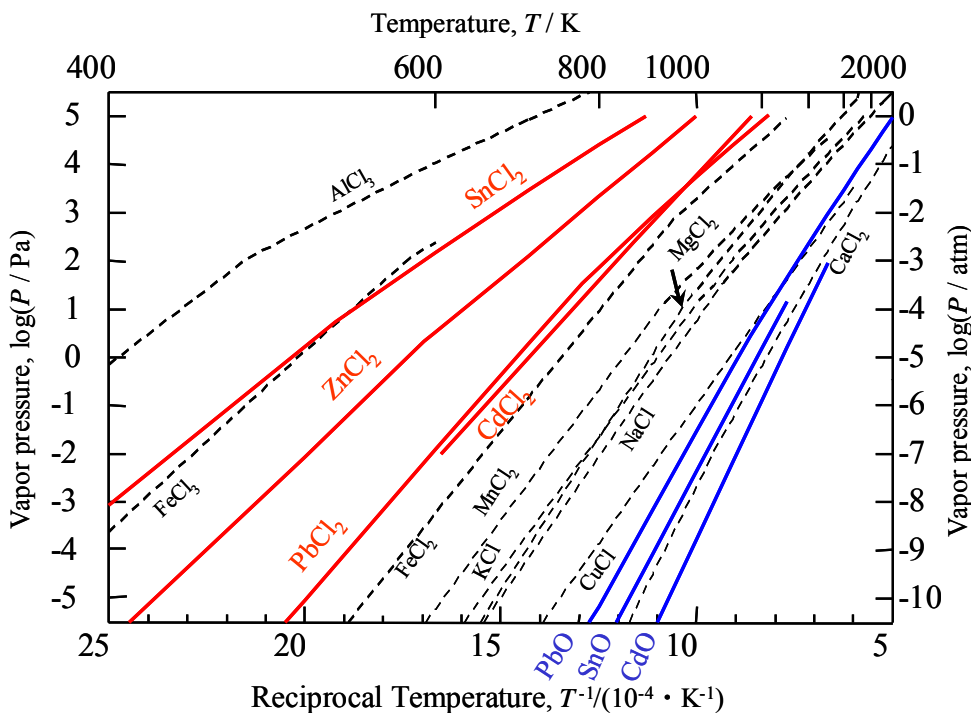 Temperature, T / K
400 600 800 1000 2000
Vapor pressure, log(P / Pa)
5
4
3
2
1
0
-1
-2
-3
-4
-5
0
-1
-2
-3
-4
-5
-6
-7
-8
-9
-10
Vapor pressure, log(P / atm)
AlCl3
SnCl2
MgCl2
CaCl2
ZnCl2
CdCl2
NaCl
FeCl3
MnCl2
PbCl2
FeCl2
KCl
CuCl
PbO
SnO
CdO
25 20 15 10 5
Reciprocal Temperature, T-1/(10-4・K-1)